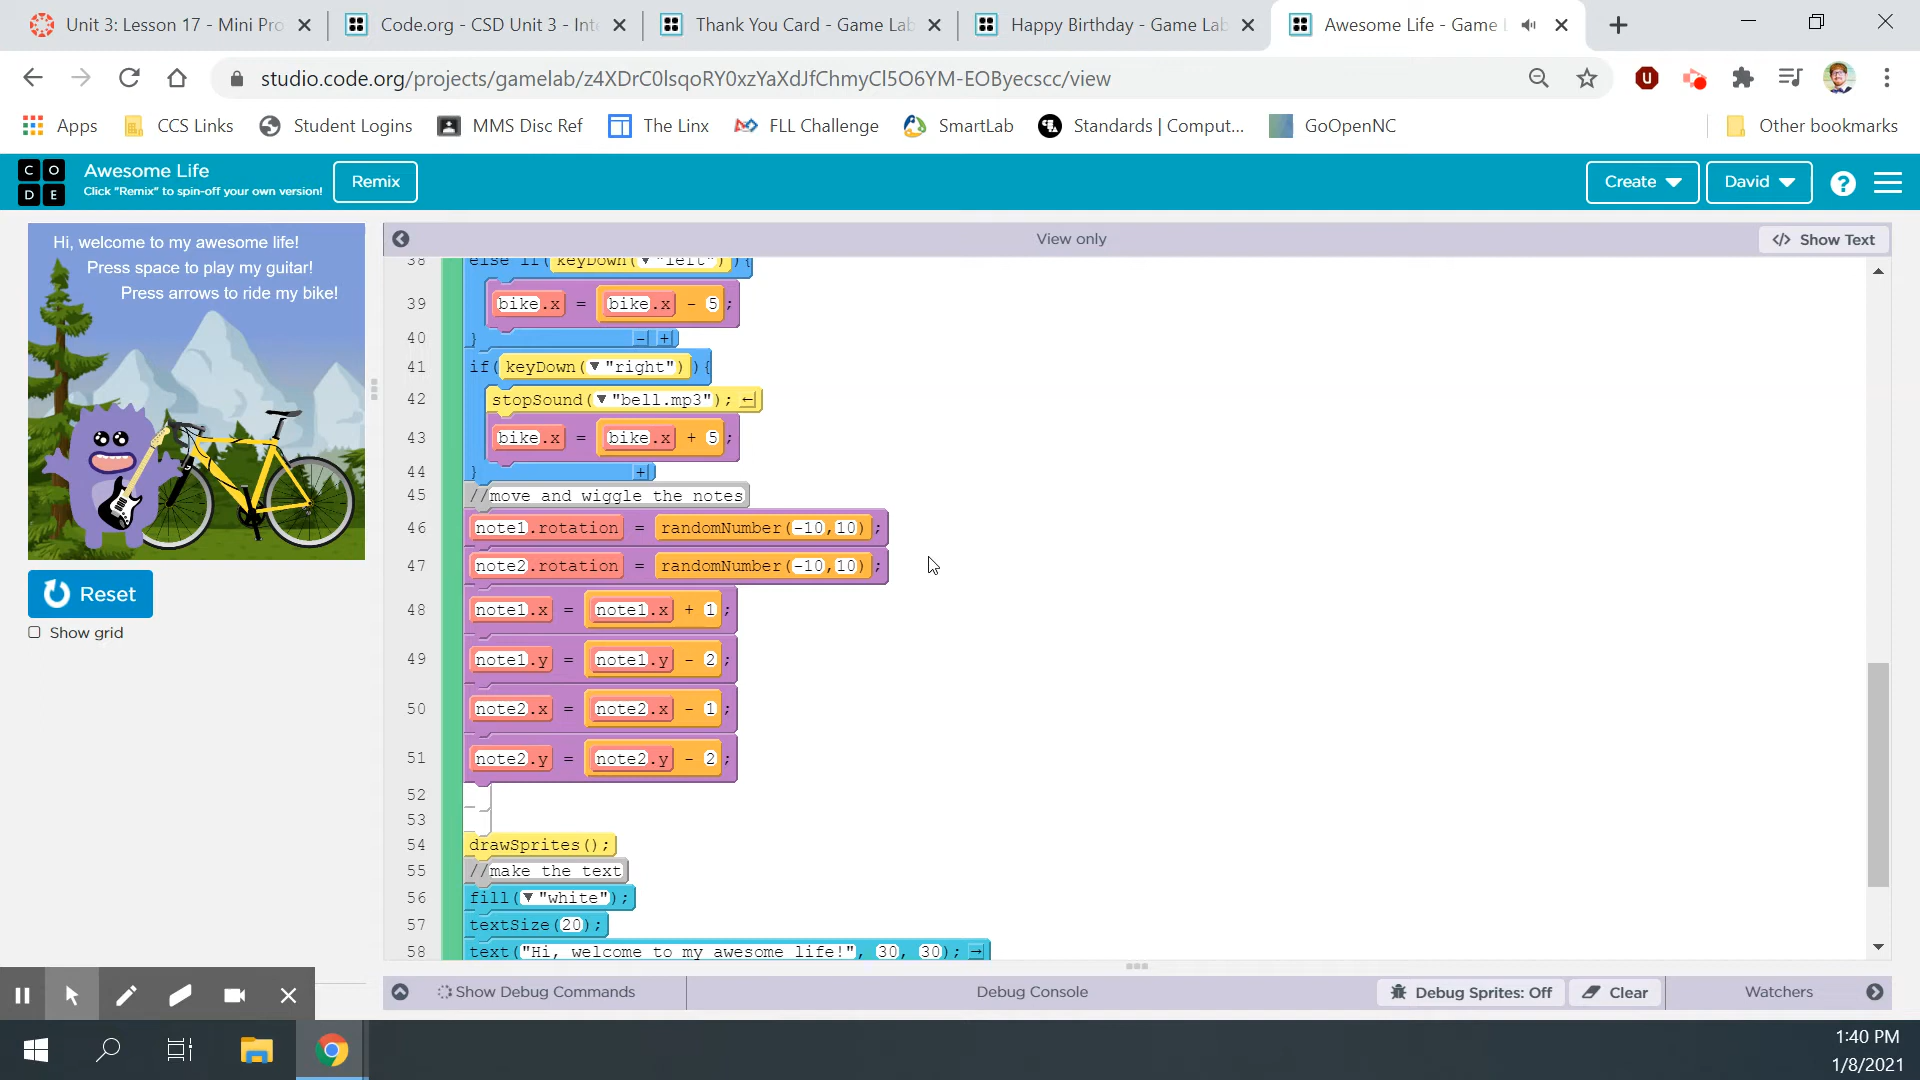 Unit 3: Lesson 17 - Mini Pro
Code.org - CSD Unit 3 - Inte
Thank You Card - Game Lab
Happy Birthday - Game Lab
Awesome Life - Game
studio.code.org/projects/gamelab/z4XDrC0lsqoRY0xzYaXdJfChmyCl5O6YM-EOByecscc/view
Apps
CCS Links
Student Logins
MMS Disc Ref
The Linx
FLL Challenge
SmartLab
Standards | Comput...
GoOpenNC
Other bookmarks
CODE
Awesome Life
Click "Remix" to spin-off your own version!
Remix
Create
David
?
Hi, welcome to my awesome life!
Press space to play my guitar!
Press arrows to ride my bike!
Reset
Show grid
View only
</> Show Text
38 else if(keyDown("left")){
39 bike.x = bike.x - 5;
40 } - +
41 if(keyDown("right")){
42 stopSound("bell.mp3"); ←
43 bike.x = bike.x + 5;
44 } +
45 //move and wiggle the notes
46 note1.rotation = randomNumber(-10,10);
47 note2.rotation = randomNumber(-10,10);
48 note1.x = note1.x + 1;
49 note1.y = note1.y - 2;
50 note2.x = note2.x - 1;
51 note2.y = note2.y - 2;
52
53
54 drawSprites();
55 //make the text
56 fill("white");
57 textSize(20);
58 text("Hi, welcome to my awesome life!", 30, 30); →
Show Debug Commands
Debug Console
Debug Sprites: Off
Clear
Watchers
1:40 PM
1/8/2021